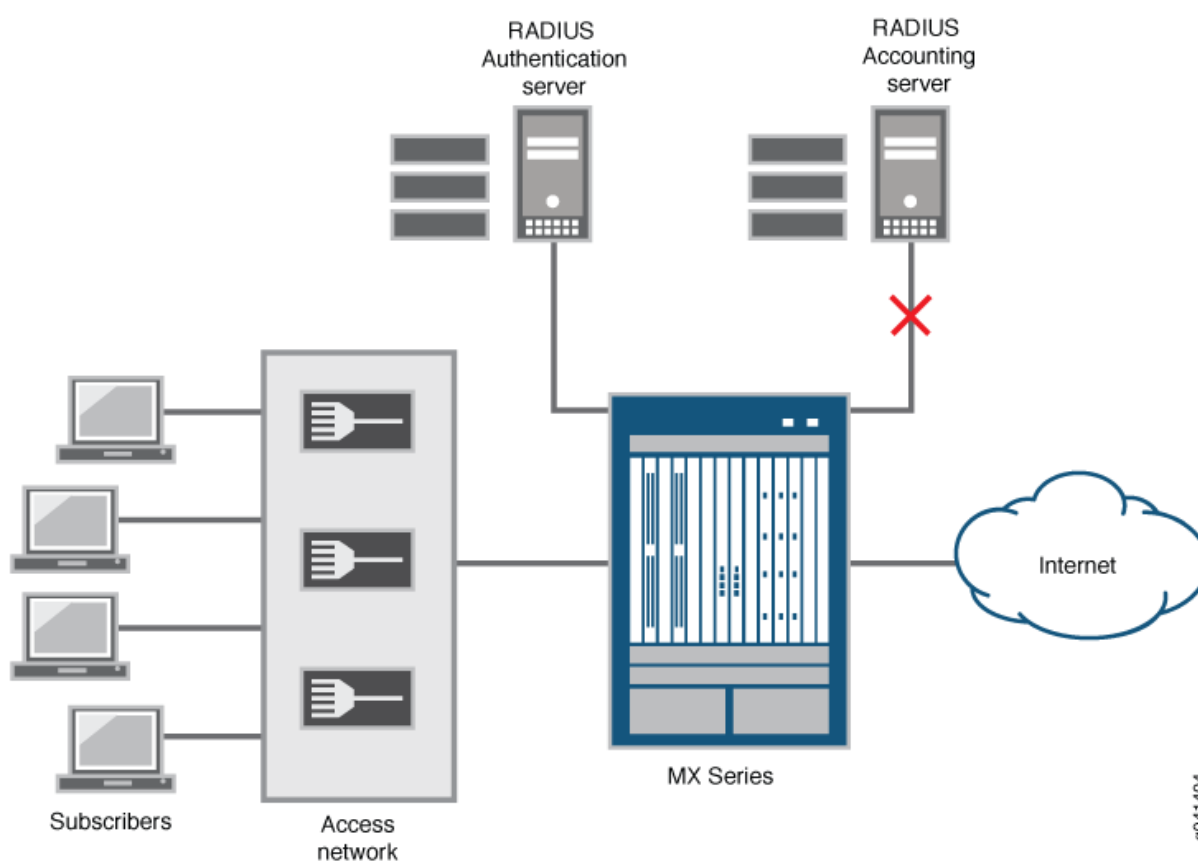 RADIUS
Authentication
server
RADIUS
Accounting
server
Internet
MX Series
Subscribers
Access
network